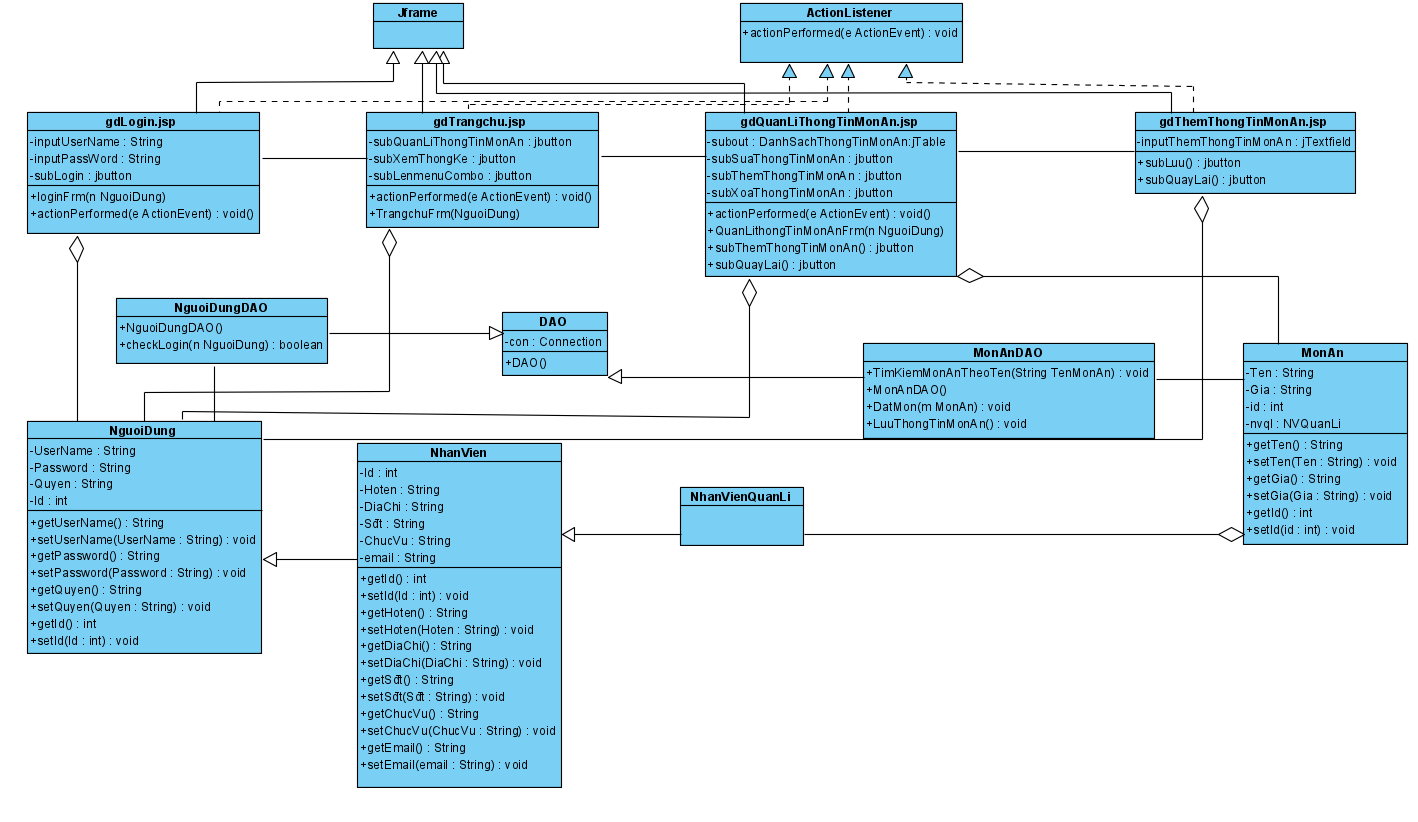 Jframe
ActionListener
+actionPerformed(e ActionEvent) : void
gdLogin.jsp
-inputUserName : String
-inputPassWord : String
-subLogin : jbutton
+loginFrm(n NguoiDung)
+actionPerformed(e ActionEvent) : void()
gdTrangchu.jsp
-subQuanLiThongTinMonAn : jbutton
-subXemThongKe : jbutton
-subLenmenuCombo : jbutton
+actionPerformed(e ActionEvent) : void()
+TrangchuFrm(NguoiDung)
gdQuanLiThongTinMonAn.jsp
-subout : DanhSachThongTinMonAn:jTable
-subSuaThongTinMonAn : jbutton
-subThemThongTinMonAn : jbutton
-subXoaThongTinMonAn : jbutton
+actionPerformed(e ActionEvent) : void()
+QuanLithongTinMonAnFrm(n NguoiDung)
+subThemThongTinMonAn() : jbutton
+subQuayLai() : jbutton
gdThemThongTinMonAn.jsp
-inputThemThongTinMonAn : jTextfield
+subLuu() : jbutton
+subQuayLai() : jbutton
NguoiDungDAO
+NguoiDungDAO()
+checkLogin(n NguoiDung) : boolean
DAO
-con : Connection
+DAO()
MonAnDAO
+TimKiemMonAnTheoTen(String TenMonAn) : void
+MonAnDAO()
+DatMon(m MonAn) : void
+LuuThongTinMonAn() : void
MonAn
-Ten : String
-Gia : String
-id : int
-nvql : NVQuanLi
+getTen() : String
+setTen(Ten : String) : void
+getGia() : String
+setGia(Gia : String) : void
+getId() : int
+setId(id : int) : void
NguoiDung
-UserName : String
-Password : String
-Quyen : String
-Id : int
+getUserName() : String
+setUserName(UserName : String) : void
+getPassword() : String
+setPassword(Password : String) : void
+getQuyen() : String
+setQuyen(Quyen : String) : void
+getId() : int
+setId(Id : int) : void
NhanVien
-Id : int
-Hoten : String
-DiaChi : String
-Sđt : String
-ChucVu : String
-email : String
+getId() : int
+setId(Id : int) : void
+getHoten() : String
+setHoten(Hoten : String) : void
+getDiaChi() : String
+setDiaChi(DiaChi : String) : void
+getSđt() : String
+setSđt(Sđt : String) : void
+getChucVu() : String
+setChucVu(ChucVu : String) : void
+getEmail() : String
+setEmail(email : String) : void
NhanVienQuanLi